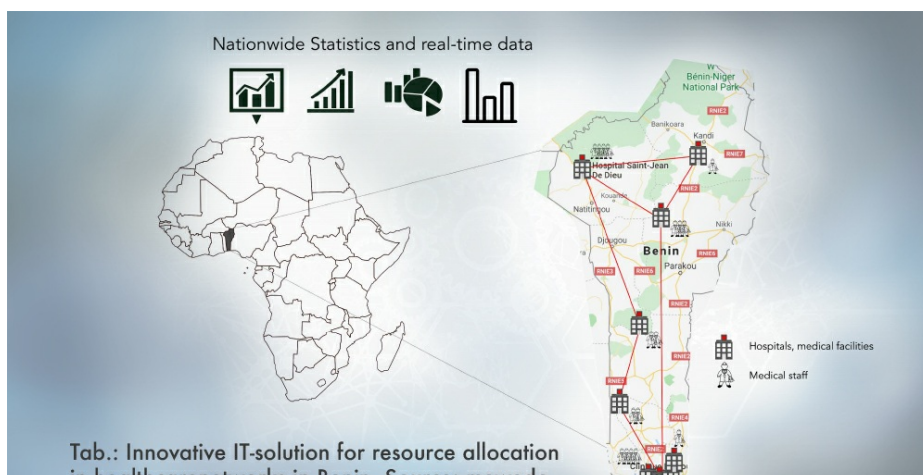 Nationwide Statistics and real-time data
W
Bénin-Niger
National Park
RNIE2
Banikoara
Kandi
RNIE7
Hospital Saint-Jean
De Dieu
Kouandé
RNIE2
Natitingou
Nikki
Djougou
Benin
RNIE6
RNIE3
RNIE6
Parakou
RNIE2
Hospitals, medical facilities
RNIE2
Medical staff
RNIE3
RNIE4
Tab.: Innovative IT-solution for resource allocation